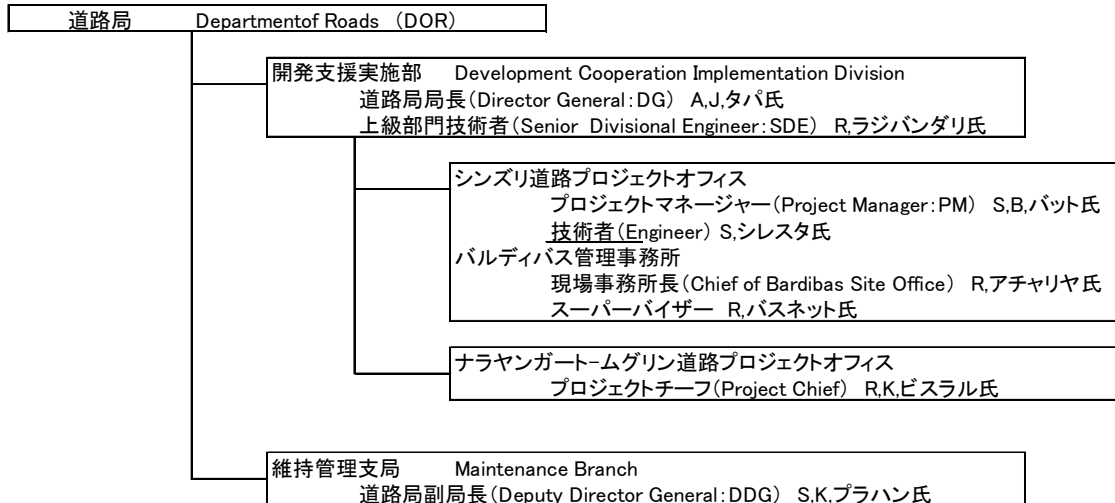 道路局 Departmentof Roads （DOR）
開発支援実施部 Development Cooperation Implementation Division
道路局局長（Director General：DG） A,J,タパ氏
上級部門技術者（Senior Divisional Engineer：SDE） R,ラジバンダリ氏
シンズリ道路プロジェクトオフィス
プロジェクトマネージャー（Project Manager：PM） S,B,バット氏
技術者（Engineer） S,シレスタ氏
バルディバス管理事務所
現場事務所長（Chief of Bardibas Site Office） R,アチャリヤ氏
スーパーバイザー R,バスネット氏
ナラヤンガート−ムグリン道路プロジェクトオフィス
プロジェクトチーフ（Project Chief） R,K,ビスラル氏
維持管理支局 Maintenance Branch
道路局副局長（Deputy Director General：DDG） S,K,プラハン氏